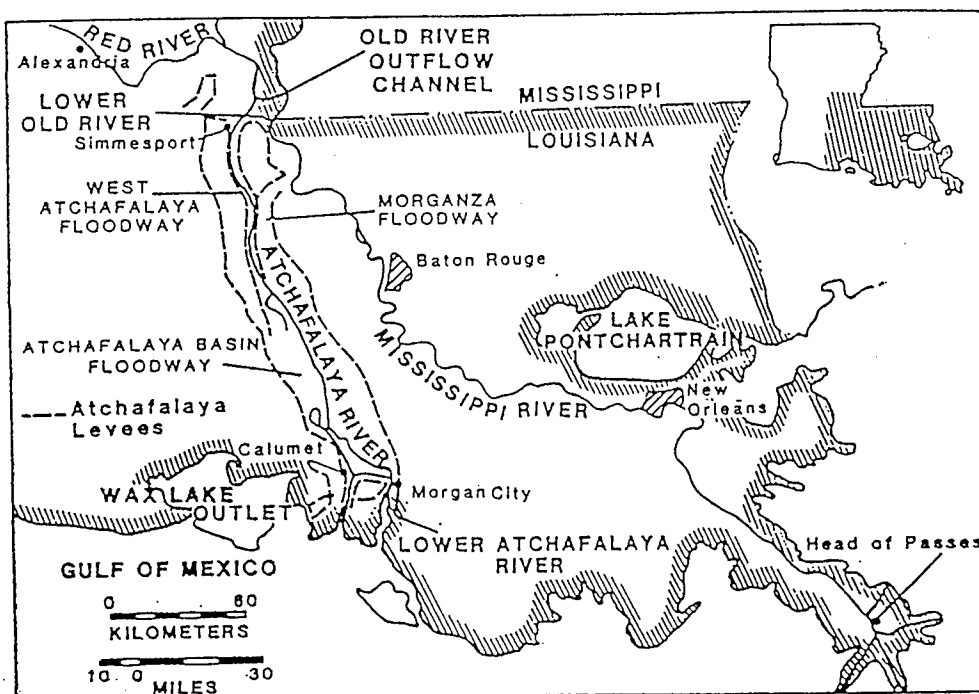 RED RIVER
Alexandria
OLD RIVER
OUTFLOW
CHANNEL
LOWER
OLD RIVER
Simmesport
MISSISSIPPI
LOUISIANA
WEST
ATCHAFALAYA
FLOODWAY
MORGANZA
FLOODWAY
Baton Rouge
ATCHAFALAYA RIVER
MISSISSIPPI RIVER
LAKE
PONTCHARTRAIN
New
Orleans
ATCHAFALAYA BASIN
FLOODWAY
Atchafalaya
Levees
Calumet
WAX LAKE
OUTLET
Morgan City
LOWER ATCHAFALAYA
RIVER
Head of Passes
GULF OF MEXICO
0 60
KILOMETERS
10 0 30
MILES